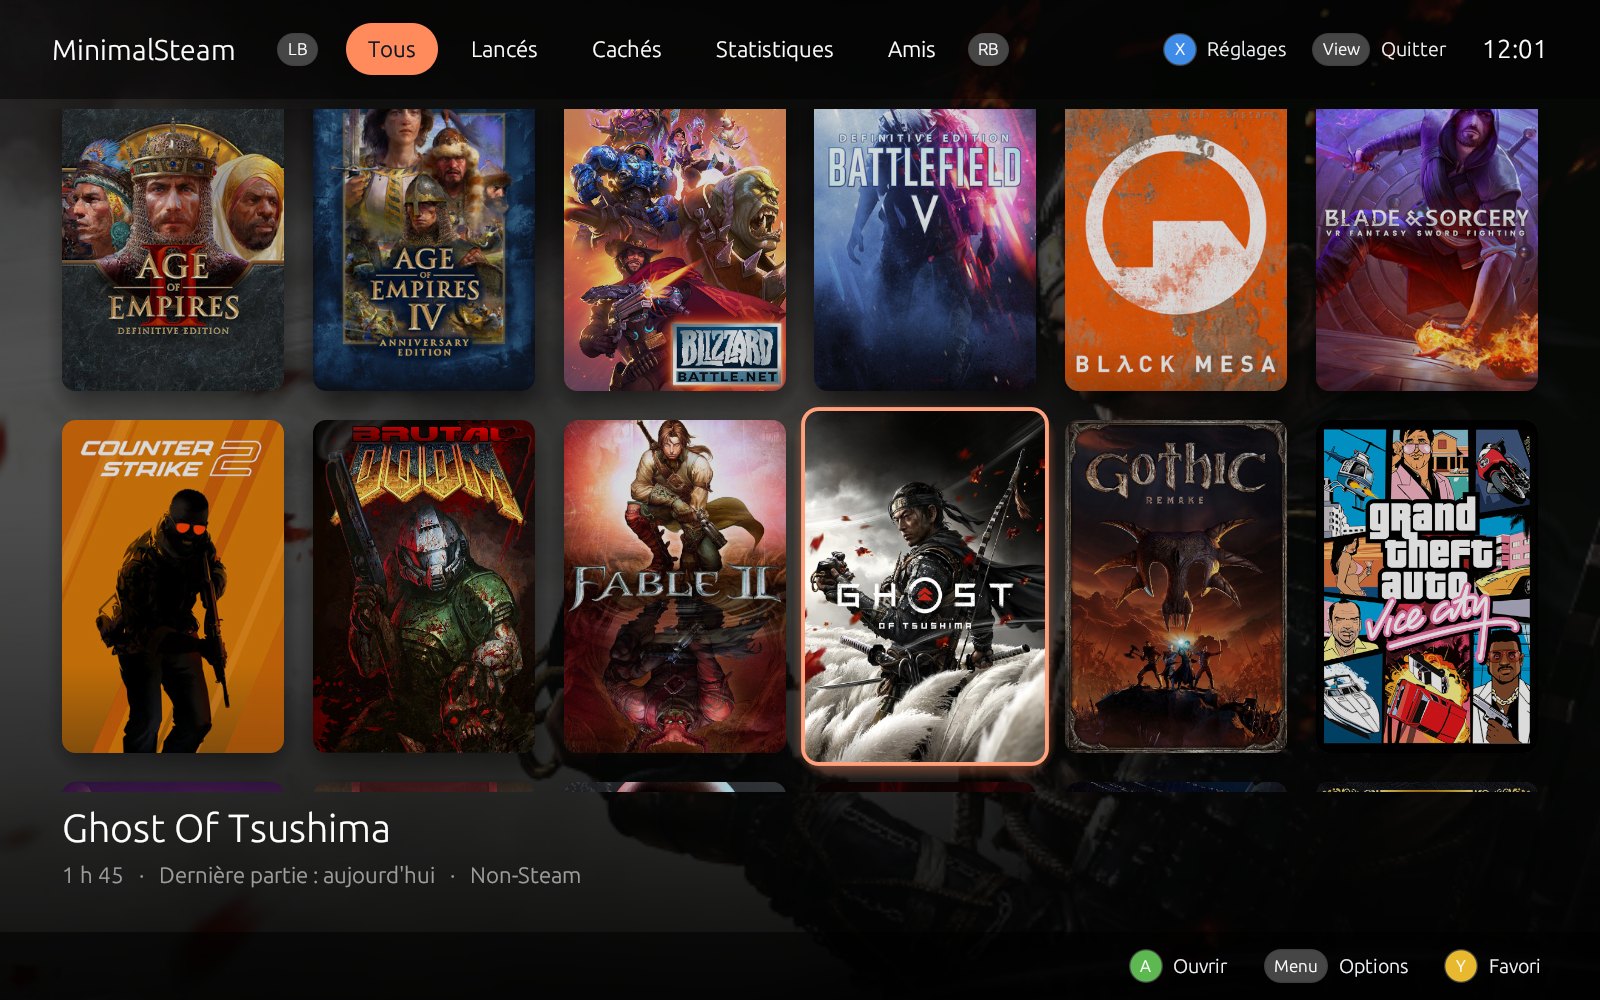 MinimalSteam LB Tous Lancés Cachés Statistiques Amis RB X Réglages View Quitter 12:01
AGE
OF
EMPIRES
II
DEFINITIVE EDITION
AGE
OF
EMPIRES
IV
ANNIVERSARY
EDITION
BLIZZARD
BATTLE.NET
DEFINITIVE EDITION
BATTLEFIELD
V
BLACK MESA
BLADE & SORCERY
VR FANTASY SWORD FIGHTING
COUNTER
STRIKE 2
BRUTAL
DOOM
FABLE II
GHOST
OF TSUSHIMA
GOTHIC
REMAKE
grand
theft
auto
vice city
Ghost Of Tsushima
1 h 45 · Dernière partie : aujourd'hui · Non-Steam
A Ouvrir Menu Options Y Favori